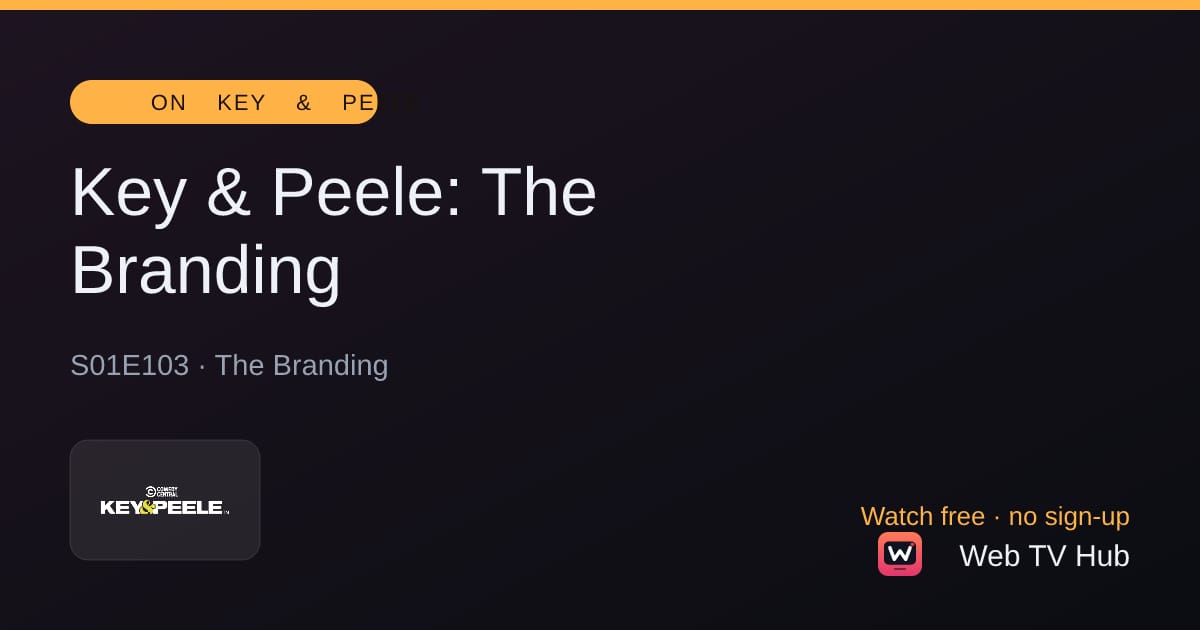 ON KEY & PE
Key & Peele: The
Branding
S01E103 · The Branding
COMEDY
CENTRAL
KEY&PEELE
Watch free · no sign-up
W
Web TV Hub